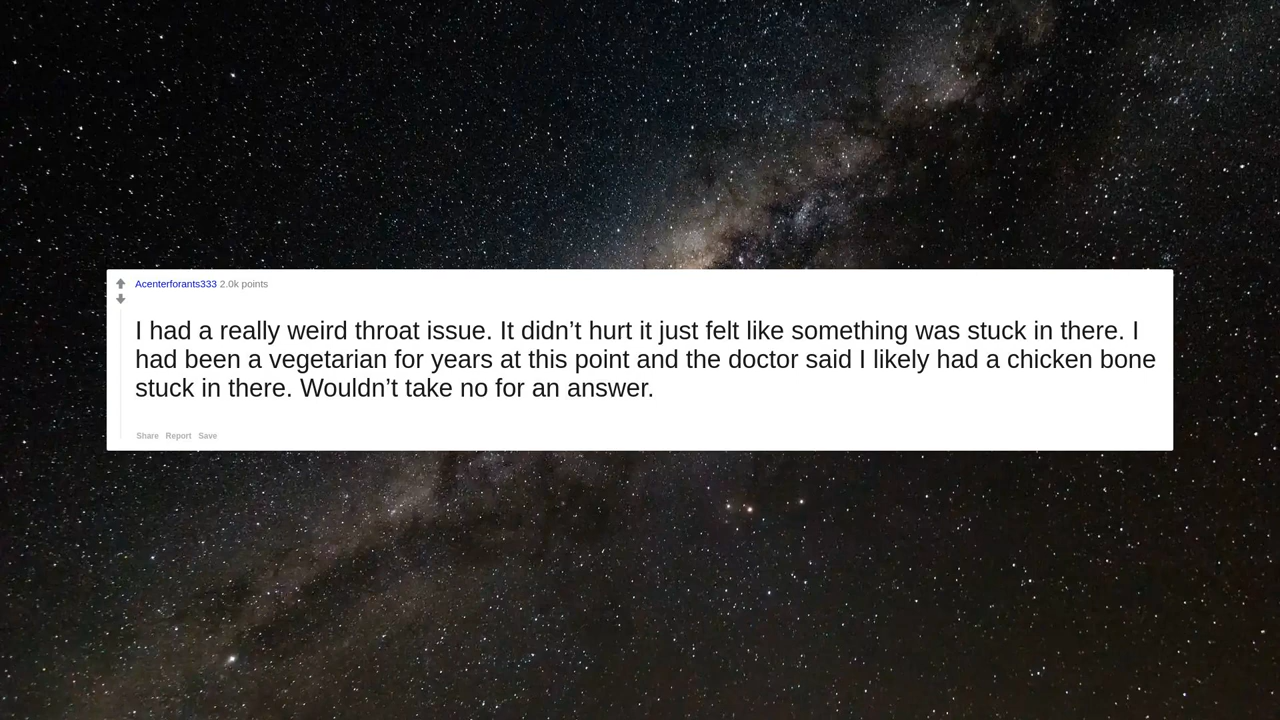 Acenterforants333 2.0k points
I had a really weird throat issue. It didn’t hurt it just felt like something was stuck in there. I
had been a vegetarian for years at this point and the doctor said I likely had a chicken bone
stuck in there. Wouldn’t take no for an answer.
Share Report Save